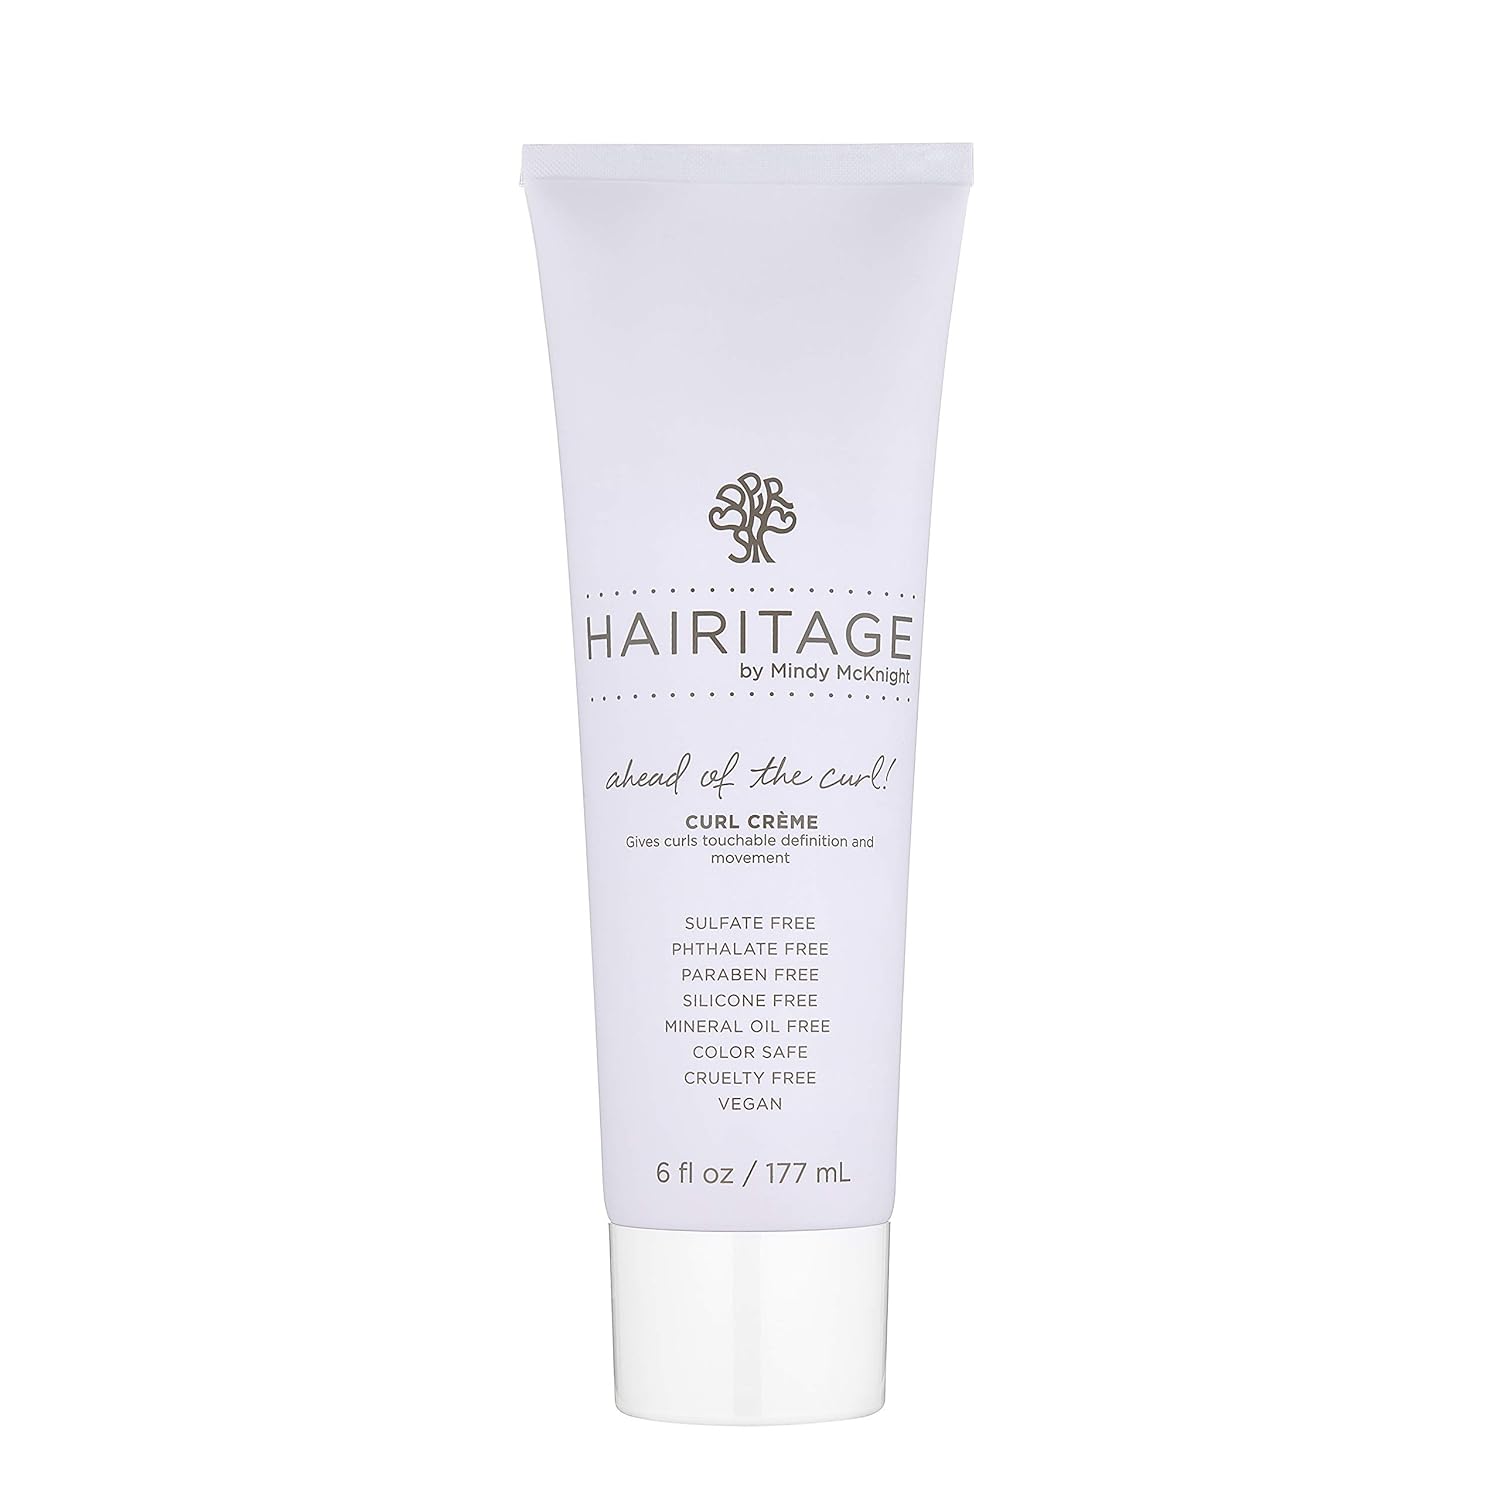 HAIRITAGE
by Mindy McKnight
ahead of the curl!
CURL CRÈME
Gives curls touchable definition and
movement
SULFATE FREE
PHTHALATE FREE
PARABEN FREE
SILICONE FREE
MINERAL OIL FREE
COLOR SAFE
CRUELTY FREE
VEGAN
6 fl oz / 177 mL